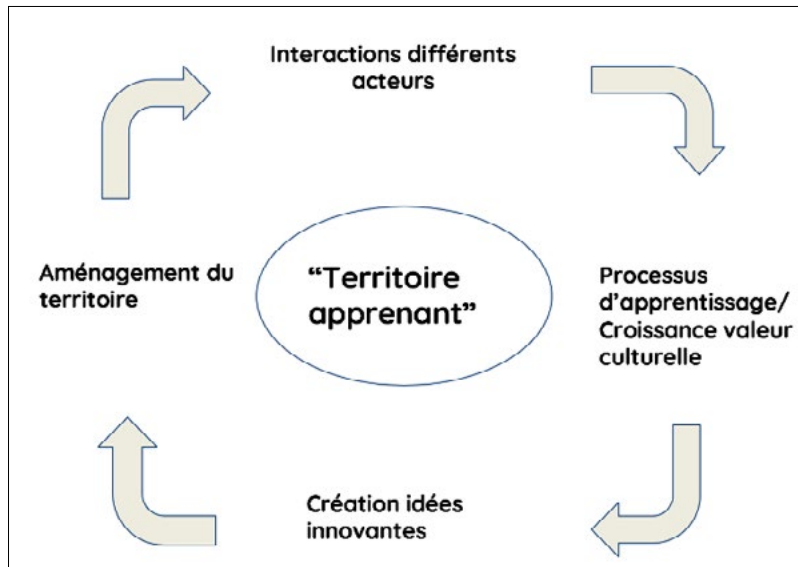 Interactions différents
acteurs
Aménagement du
territoire
“Territoire
apprenant”
Processus
d’apprentissage/
Croissance valeur
culturelle
Création idées
innovantes